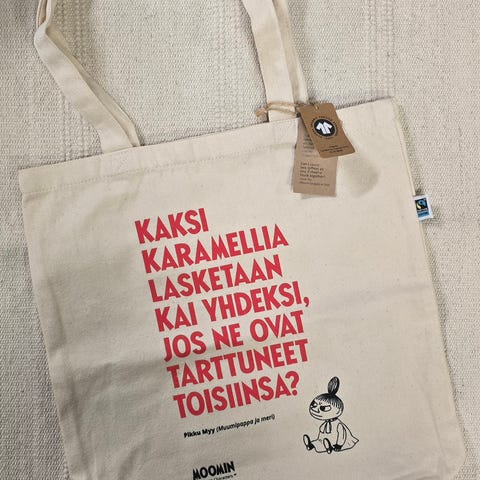 KAKSI
KARAMELLIA
LASKETAAN
KAI YHDEKSI,
JOS NE OVAT
TARTTUNEET
TOISIINSA?
Pikku Myy (Muumipappa ja meri)
MOOMIN